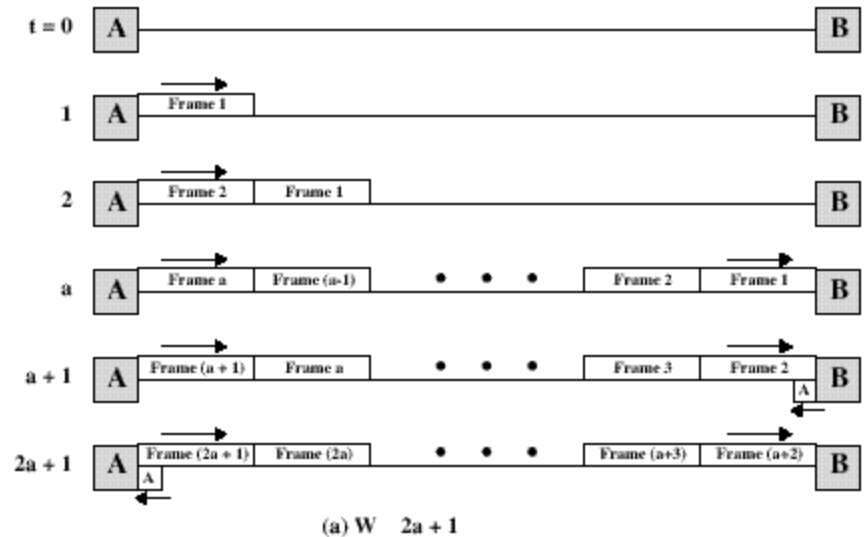 t = 0 A B
1 A Frame 1 B
2 A Frame 2 Frame 1 B
a A Frame a Frame (a-1) • • • Frame 2 Frame 1 B
a + 1 A Frame (a + 1) Frame a • • • Frame 3 Frame 2 A B
2a + 1 A Frame (2a + 1) A Frame (2a) • • • Frame (a+3) Frame (a+2) B
(a) W 2a + 1